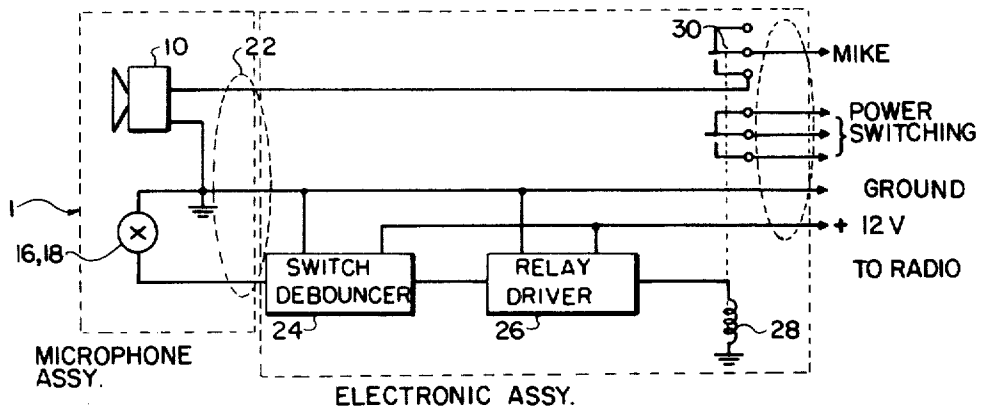 10
22
30
MIKE
POWER
SWITCHING
GROUND
1
+ 12 V
16,18
SWITCH
DEBOUNCER
RELAY
DRIVER
TO RADIO
24
26
28
MICROPHONE
ASSY.
ELECTRONIC ASSY.